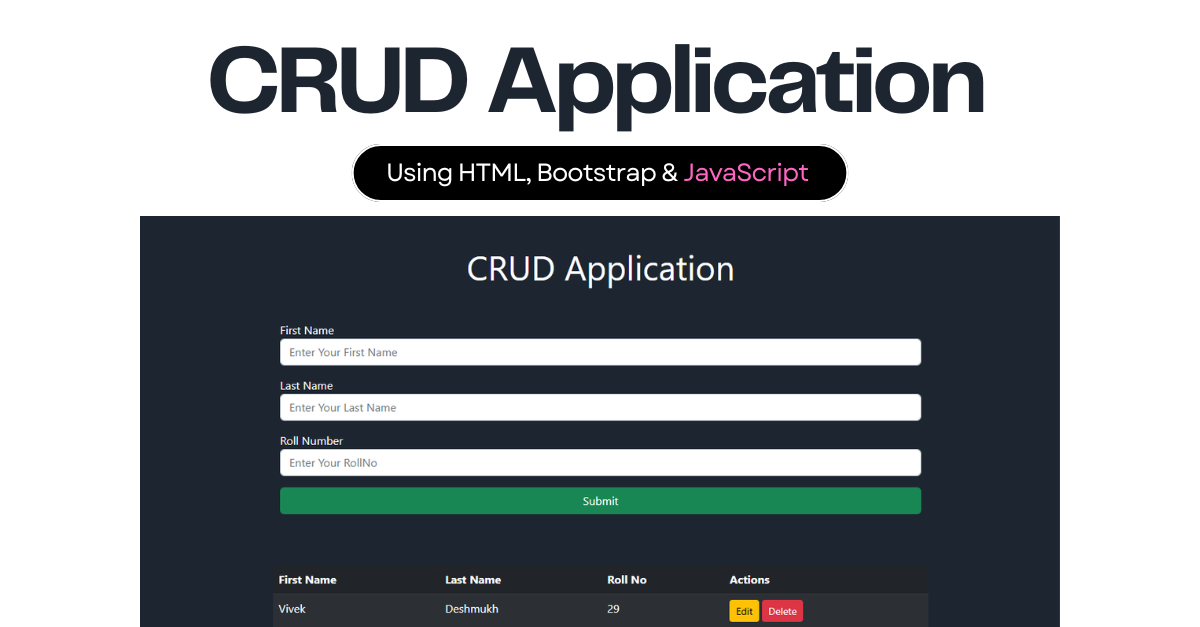 CRUD Application
Using HTML, Bootstrap & JavaScript
CRUD Application
First Name
Enter Your First Name
Last Name
Enter Your Last Name
Roll Number
Enter Your RollNo
Submit
First Name Last Name Roll No Actions
Vivek Deshmukh 29 Edit Delete